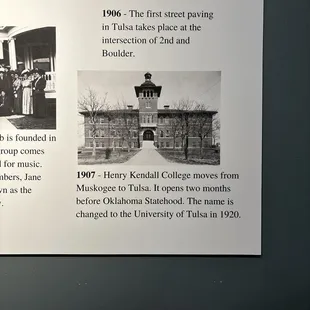 1906 - The first street paving
in Tulsa takes place at the
intersection of 2nd and
Boulder.
b is founded in
roup comes
l for music.
mbers, Jane
wn as the
1907 - Henry Kendall College moves from
Muskogee to Tulsa. It opens two months
before Oklahoma Statehood. The name is
changed to the University of Tulsa in 1920.